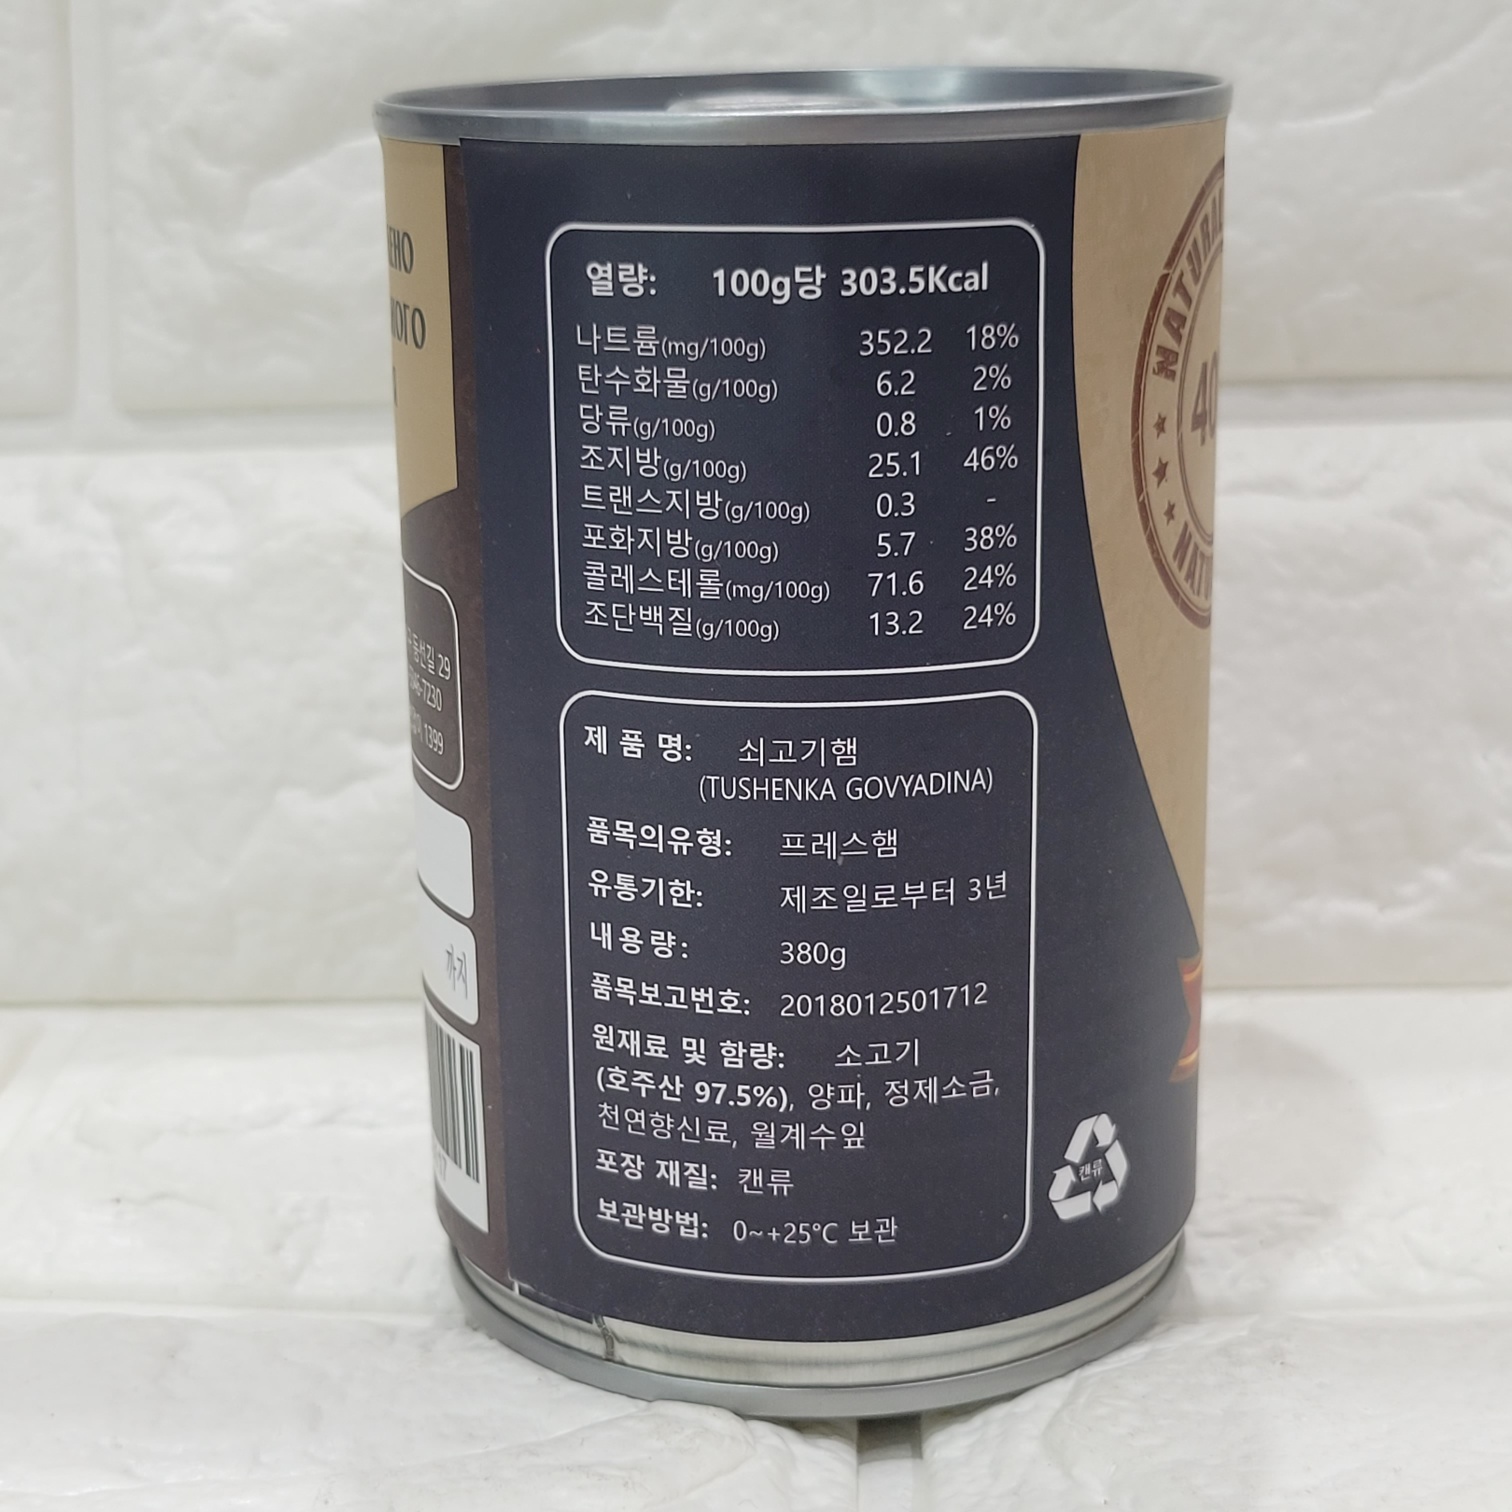 열량: 100g당 303.5Kcal
나트륨(mg/100g) 352.2 18%
탄수화물(g/100g) 6.2 2%
당류(g/100g) 0.8 1%
조지방(g/100g) 25.1 46%
트랜스지방(g/100g) 0.3 -
포화지방(g/100g) 5.7 38%
콜레스테롤(mg/100g) 71.6 24%
조단백질(g/100g) 13.2 24%
제 품 명: 쇠고기햄
(TUSHENKA GOVYADINA)
품목의유형: 프레스햄
유통기한: 제조일로부터 3년
내용량: 380g
품목보고번호: 2018012501712
원재료 및 함량: 소고기
(호주산 97.5%), 양파, 정제소금,
천연향신료, 월계수잎
포장 재질: 캔류
보관방법: 0~+25°C 보관
캔류
동천길 29
7230
1399
까지